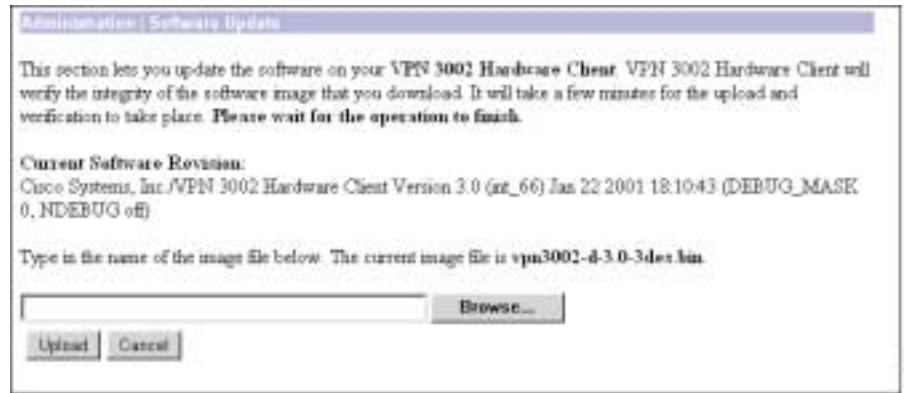 Administration | Software Update
This section lets you update the software on your VPN 3002 Hardware Client. VPN 3002 Hardware Client will
verify the integrity of the software image that you download. It will take a few minutes for the upload and
verification to take place. Please wait for the operation to finish.
Current Software Revision:
Cisco Systems, Inc./VPN 3002 Hardware Client Version 3.0 (int_66) Jan 22 2001 18:10:43 (DEBUG_MASK
0, NDEBUG off)
Type in the name of the image file below. The current image file is vpn3002-d-3.0-3des.bin.
Browse...
Upload Cancel